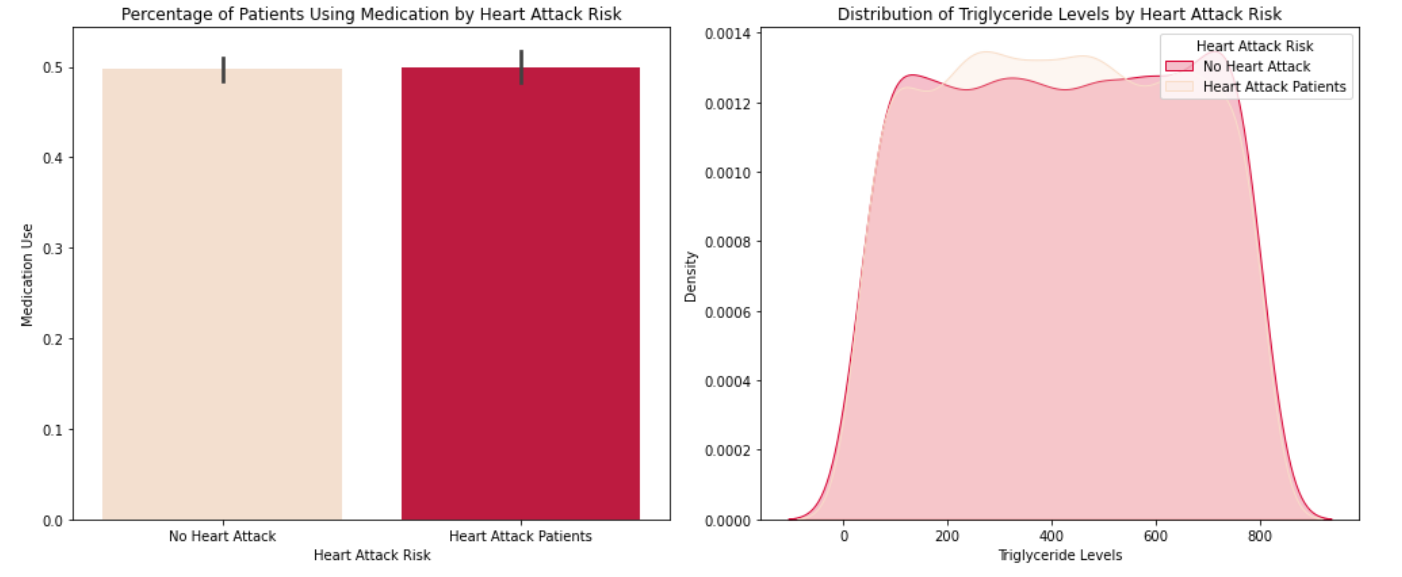 Percentage of Patients Using Medication by Heart Attack Risk
0.5
0.4
0.3
0.2
0.1
0.0
Medication Use
No Heart Attack
Heart Attack Patients
Heart Attack Risk
Distribution of Triglyceride Levels by Heart Attack Risk
0.0014
0.0012
0.0010
0.0008
0.0006
0.0004
0.0002
0.0000
Density
Heart Attack Risk
No Heart Attack
Heart Attack Patients
0 200 400 600 800
Triglyceride Levels